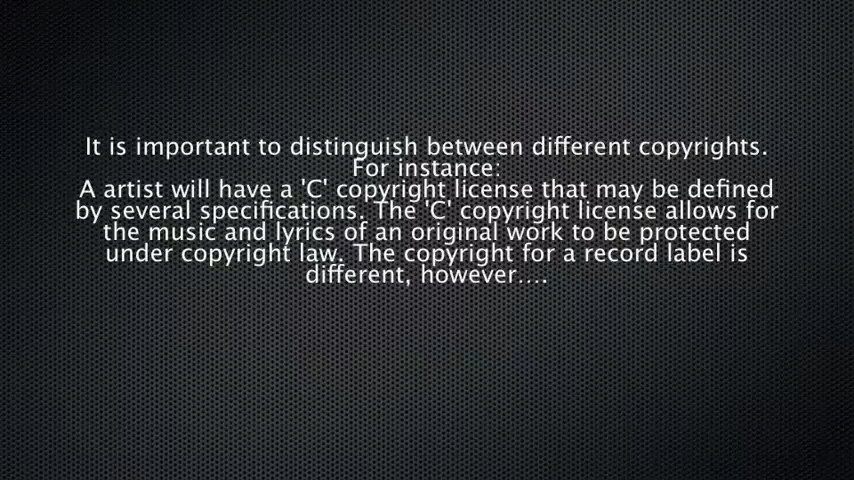 It is important to distinguish between different copyrights.
For instance:
A artist will have a 'C' copyright license that may be defined
by several specifications. The 'C' copyright license allows for
the music and lyrics of an original work to be protected
under copyright law. The copyright for a record label is
different, however....